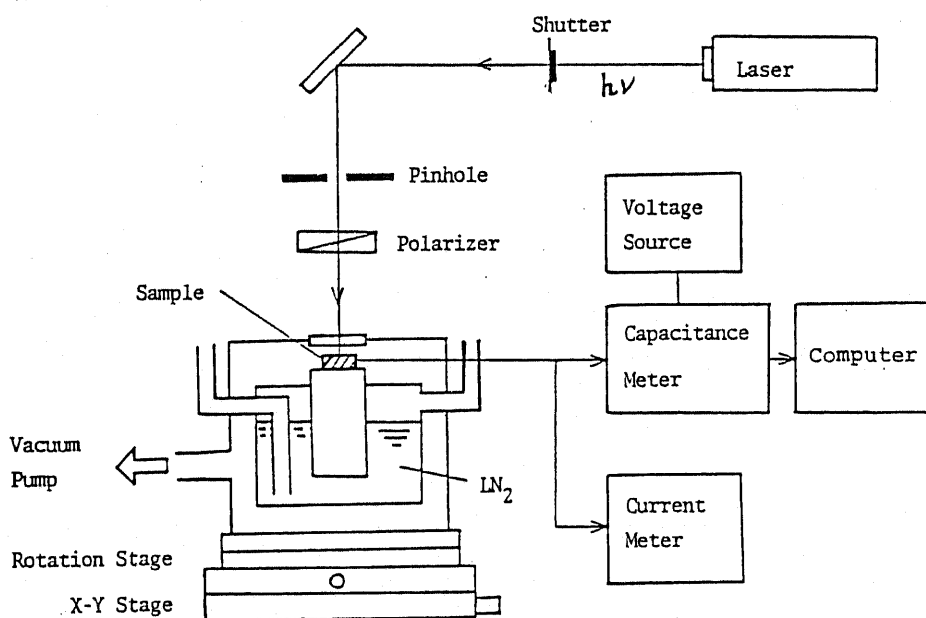 Shutter
Laser
hν
Pinhole
Voltage
Source
Polarizer
Sample
Capacitance
Meter
Computer
Vacuum
Pump
LN₂
Current
Meter
Rotation Stage
X-Y Stage